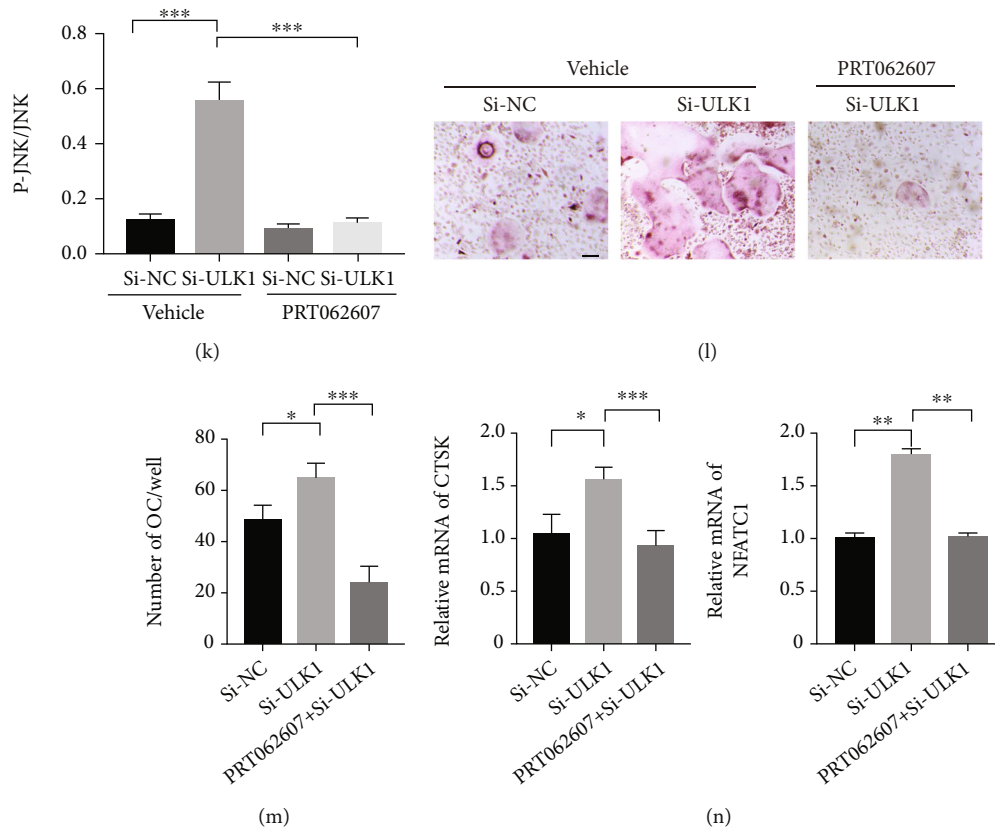 ***
***
0.8
0.6
0.4
0.2
0.0
P-JNK/JNK
Si-NC Si-ULK1 Si-NC Si-ULK1
Vehicle PRT062607
(k)
Vehicle PRT062607
Si-NC Si-ULK1 Si-ULK1
(l)
* ***
80
60
40
20
0
Number of OC/well
Si-NC
Si-ULK1
PRT062607+Si-ULK1
(m)
* ***
2.0
1.5
1.0
0.5
0
Relative mRNA of CTSK
Si-NC
Si-ULK1
PRT062607+Si-ULK1
** **
2.0
1.5
1.0
0.5
0
Relative mRNA of
NFATC1
Si-NC
Si-ULK1
PRT062607+Si-ULK1
(n)